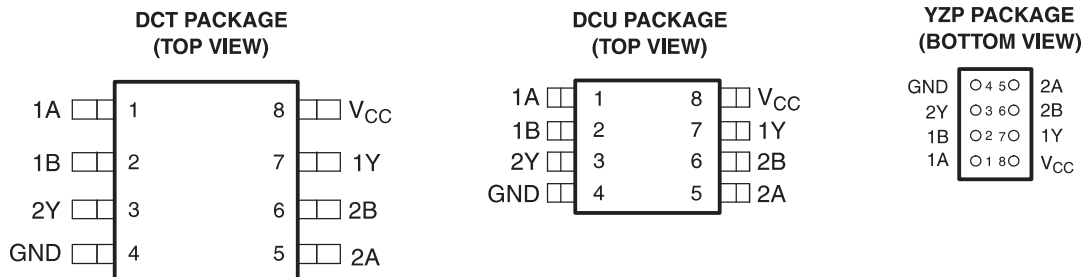 DCT PACKAGE
(TOP VIEW)
1A 1 8 VCC
1B 2 7 1Y
2Y 3 6 2B
GND 4 5 2A
DCU PACKAGE
(TOP VIEW)
1A 1 8 VCC
1B 2 7 1Y
2Y 3 6 2B
GND 4 5 2A
YZP PACKAGE
(BOTTOM VIEW)
GND 4 5 2A
2Y 3 6 2B
1B 2 7 1Y
1A 1 8 VCC